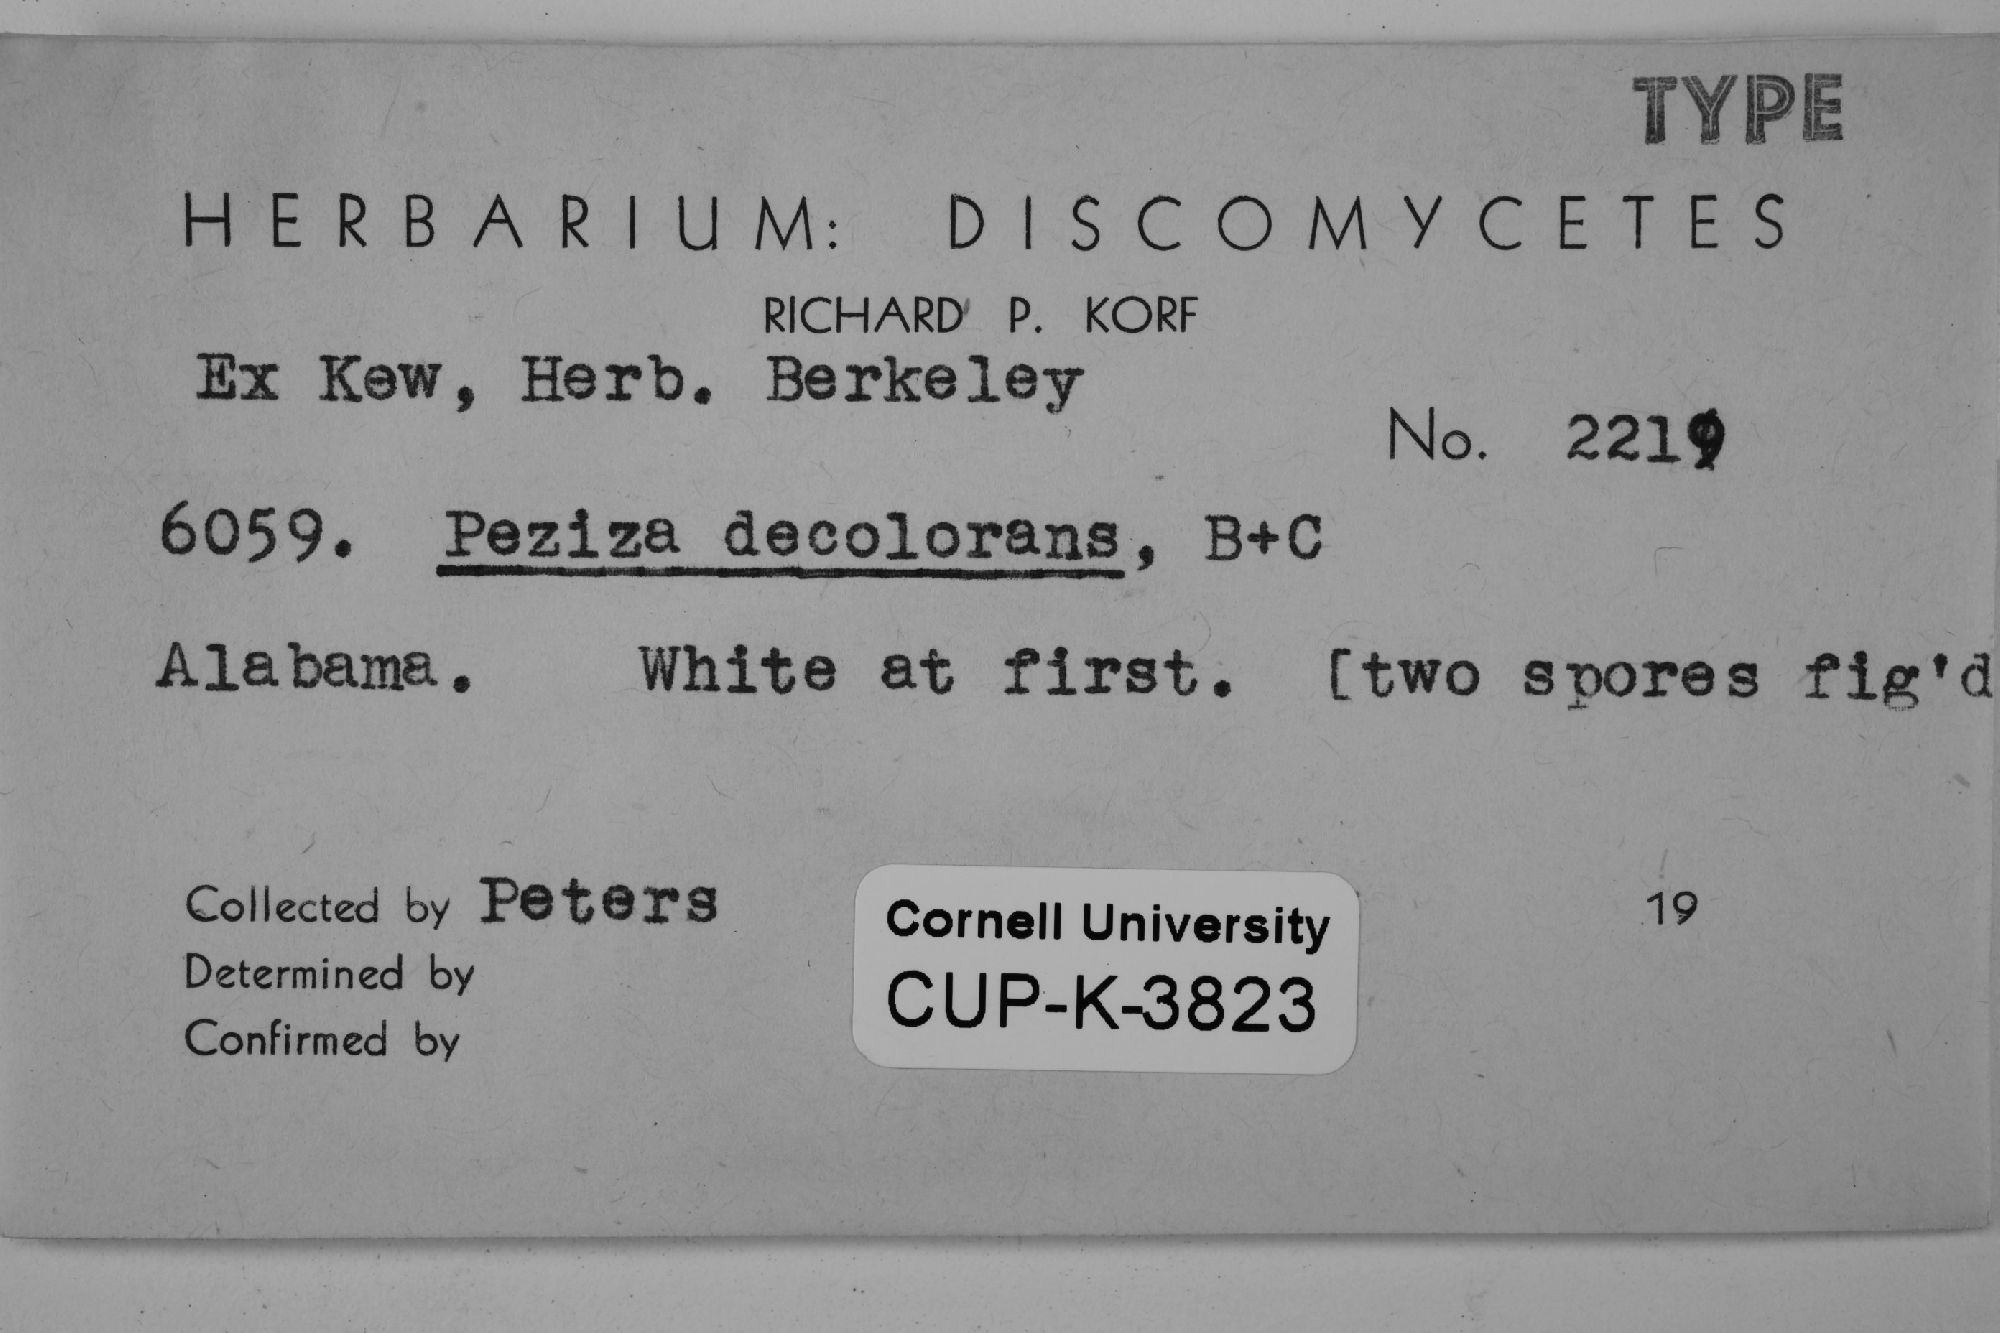 TYPE
HERBARIUM: DISCOMYCETES
RICHARD P. KORF
Ex Kew, Herb. Berkeley
No. 2219
6059. Peziza decolorans, B+C
Alabama. White at first. [two spores fig'd
Collected by Peters
19
Determined by
Confirmed by
Cornell University
CUP-K-3823